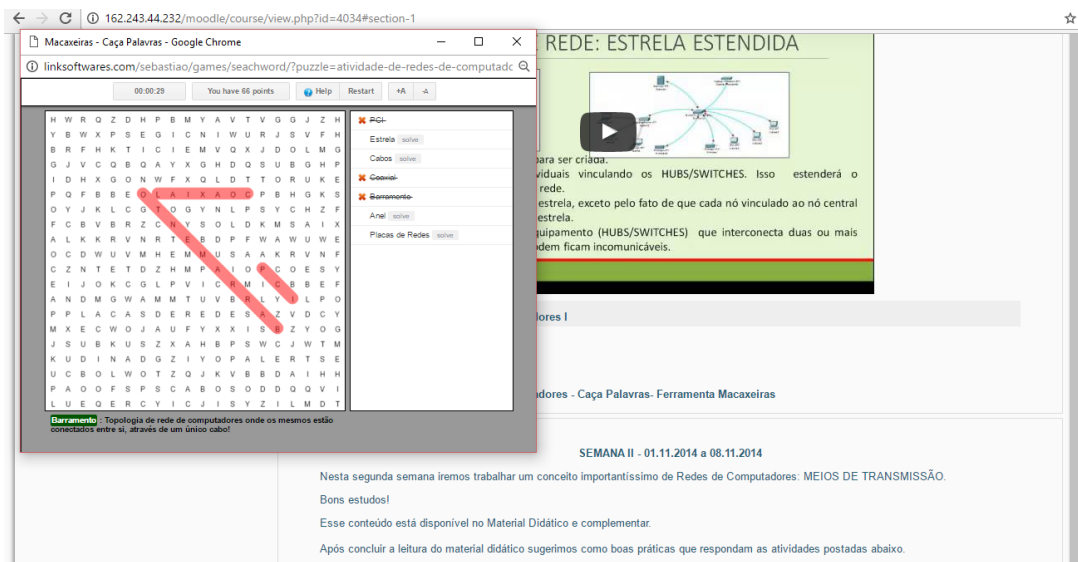 162.243.44.232/moodle/course/view.php?id=4034#section-1
Macaxeiras - Caça Palavras - Google Chrome
linksoftwares.com/sebastiao/games/seachword/?puzzle=atividade-de-redes-de-computadc
00:00:29 You have 66 points Help Restart +A -A
H W R Q Z D H P B M Y A V T V G G J Z H
Y B W X P S E G I C N I W U R J S V F H
B R F H K T I C I E M V Q X J D O L M G
G J V C Q B Q A Y X G H D Q S U B G H P
I D H X G O N W F X Q L D T T O R U K E
P Q F B B E O L A I X A O C P B H G K S
O Y J K L C G T O G Y N L P S Y C H Z F
F C B V B R Z C N Y S O L D K M S A I X
A L K K R V N R T E B D P F W A W U W E
O C D W U V M H E M M U S A A K R V N F
C Z N T E T D Z H M P A I O P C O E S Y
E I J O K C G L P V I C R M I C B B E F
A N D M G W A M M T U V B R L Y I L P O
P P L A C A S D E R E D E S A Z V D C Y
M X E C W O J A U F Y X X I S B Z Y O G
J S U B K U S Z X A H B P S W C J W T M
K U D I N A D G Z I Y O P A L E R T S E
U C B O L W O T Z Q J K V B B D A I H H
P A O O F S P S C A B O S O D D Q Q V I
L U E Q E R C Y I C J I S Y Z I L M D T
PCI
Estrela solve
Cabos solve
Coaxial
Barramento
Anel solve
Placas de Redes solve
Barramento : Topologia de rede de computadores onde os mesmos estão
conectados entre si, através de um único cabo!
E REDE: ESTRELA ESTENDIDA
para ser criada.
viduais vinculando os HUBS/SWITCHES. Isso estenderá o
rede.
estrela, exceto pelo fato de que cada nó vinculado ao nó central
estrela.
quipamento (HUBS/SWITCHES) que interconecta duas ou mais
odem ficam incomunicáveis.
dores I
dores - Caça Palavras- Ferramenta Macaxeiras
SEMANA II - 01.11.2014 a 08.11.2014
Nesta segunda semana iremos trabalhar um conceito importantíssimo de Redes de Computadores: MEIOS DE TRANSMISSÃO.
Bons estudos!
Esse conteúdo está disponível no Material Didático e complementar.
Após concluir a leitura do material didático sugerimos como boas práticas que respondam as atividades postadas abaixo.